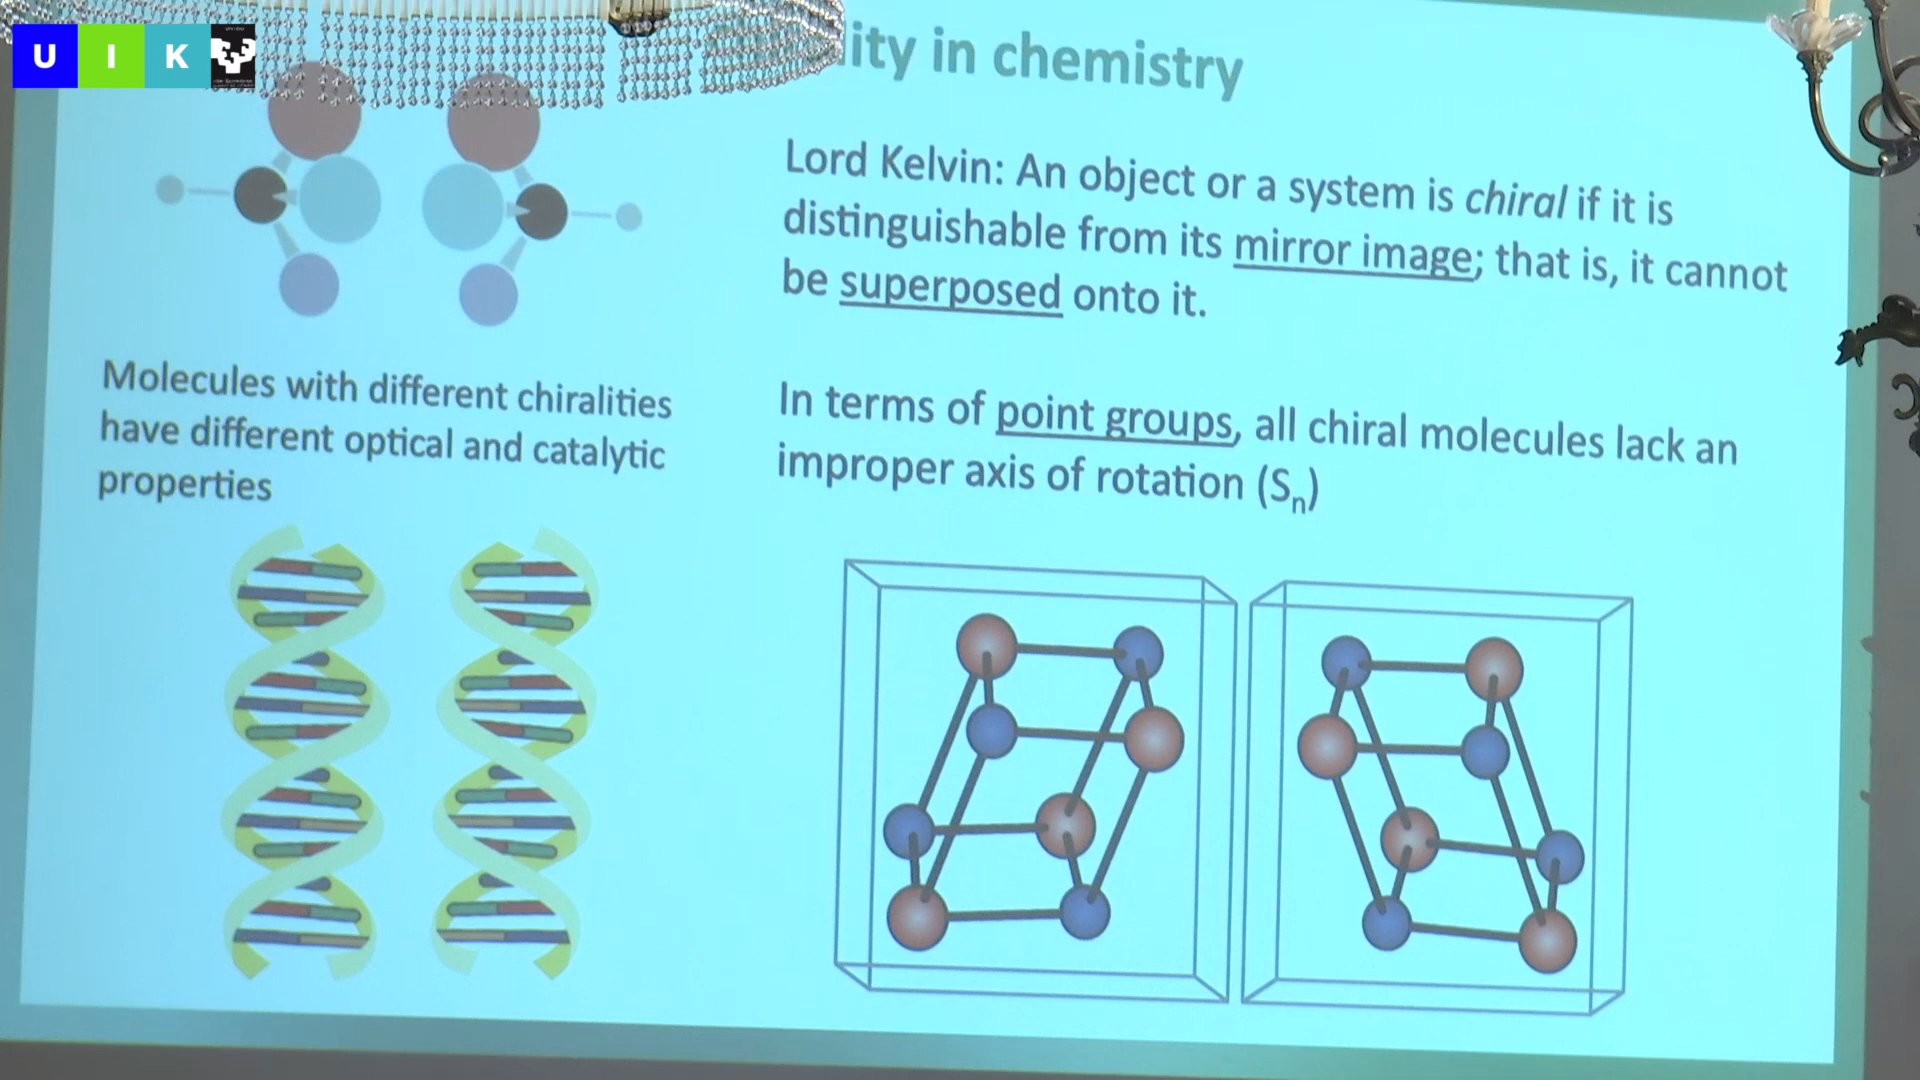 U I K
ity in chemistry
Lord Kelvin: An object or a system is chiral if it is
distinguishable from its mirror image; that is, it cannot
be superposed onto it.
Molecules with different chiralities
have different optical and catalytic
properties
In terms of point groups, all chiral molecules lack an
improper axis of rotation (Sn)